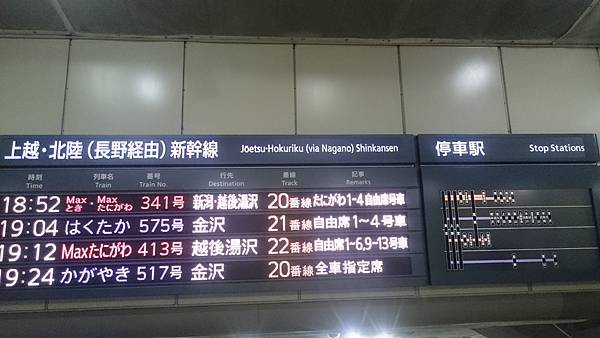 上越・北陸（長野経由）新幹線 Jōetsu-Hokuriku (via Nagano) Shinkansen
停車駅 Stop Stations
時刻 列車名 番号 行先 番線 記事
Time Train Train No. Destination Track Remarks
18:52 Maxとき・Maxたにがわ 341号 新潟・越後湯沢 20番線 たにがわ1~4自由席号車
19:04 はくたか 575号 金沢 21番線 自由席1~4号車
19:12 Maxたにがわ 413号 越後湯沢 22番線 自由席1-6,9-13号車
19:24 かがやき 517号 金沢 20番線 全車指定席